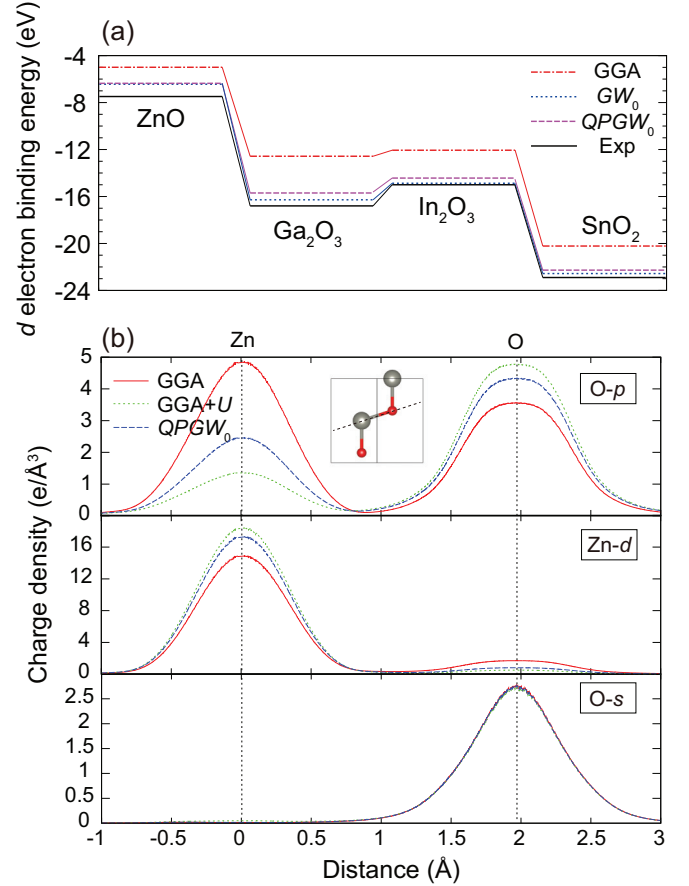 (a)
d electron binding energy (eV)
-4
-8
-12
-16
-20
-24
GGA
GW₀
QPGW₀
Exp
ZnO
Ga₂O₃
In₂O₃
SnO₂
(b)
Zn
O
Charge density (e/Å³)
5
4
3
2
1
0
GGA
GGA+U
QPGW₀
O-p
16
12
8
4
0
Zn-d
2.5
2
1.5
1
0.5
0
O-s
-1 -0.5 0 0.5 1 1.5 2 2.5 3
Distance (Å)